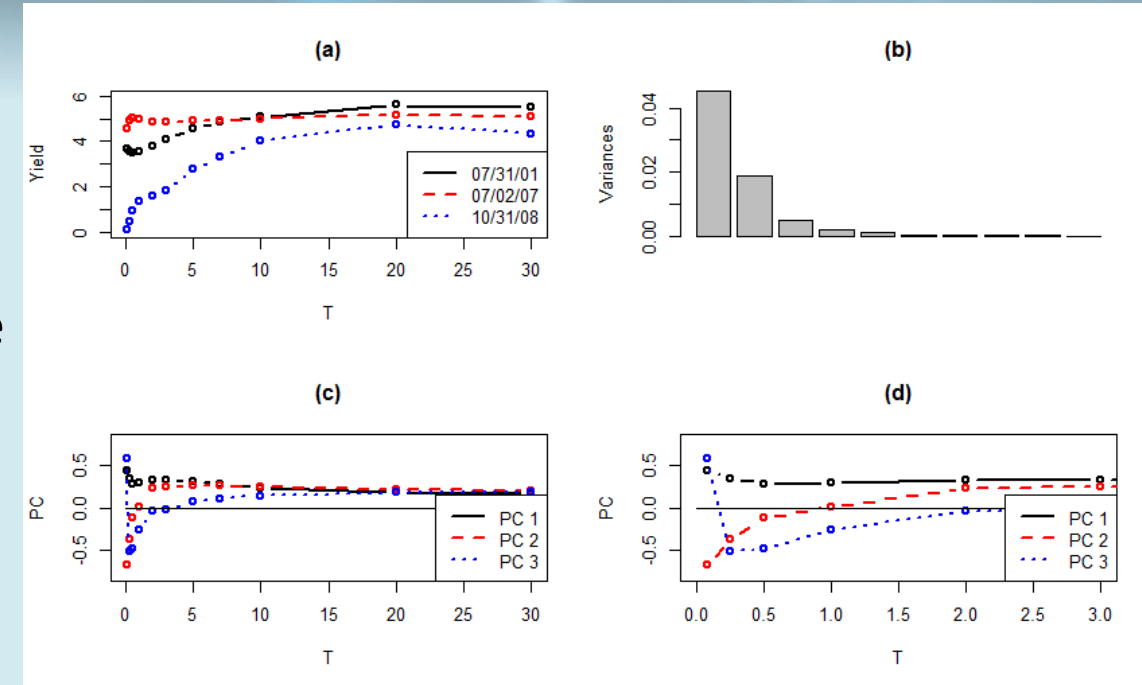 (a)
Yield
6
4
2
0
07/31/01
07/02/07
10/31/08
0 5 10 15 20 25 30
T
(b)
Variances
0.04
0.02
0.00
(c)
PC
0.5
0.0
-0.5
PC 1
PC 2
PC 3
0 5 10 15 20 25 30
T
(d)
PC
0.5
0.0
-0.5
PC 1
PC 2
PC 3
0.0 0.5 1.0 1.5 2.0 2.5 3.0
T
e